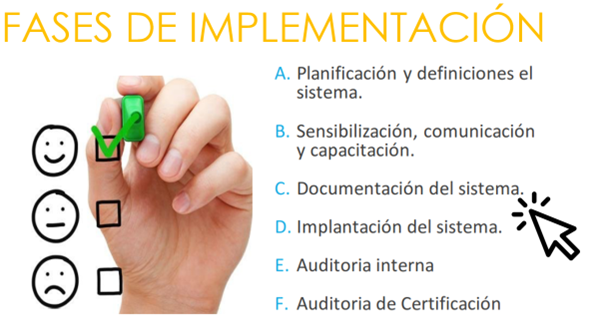 FASES DE IMPLEMENTACIÓN
A. Planificación y definiciones el
sistema.
B. Sensibilización, comunicación
y capacitación.
C. Documentación del sistema.
D. Implantación del sistema.
E. Auditoria interna
F. Auditoria de Certificación